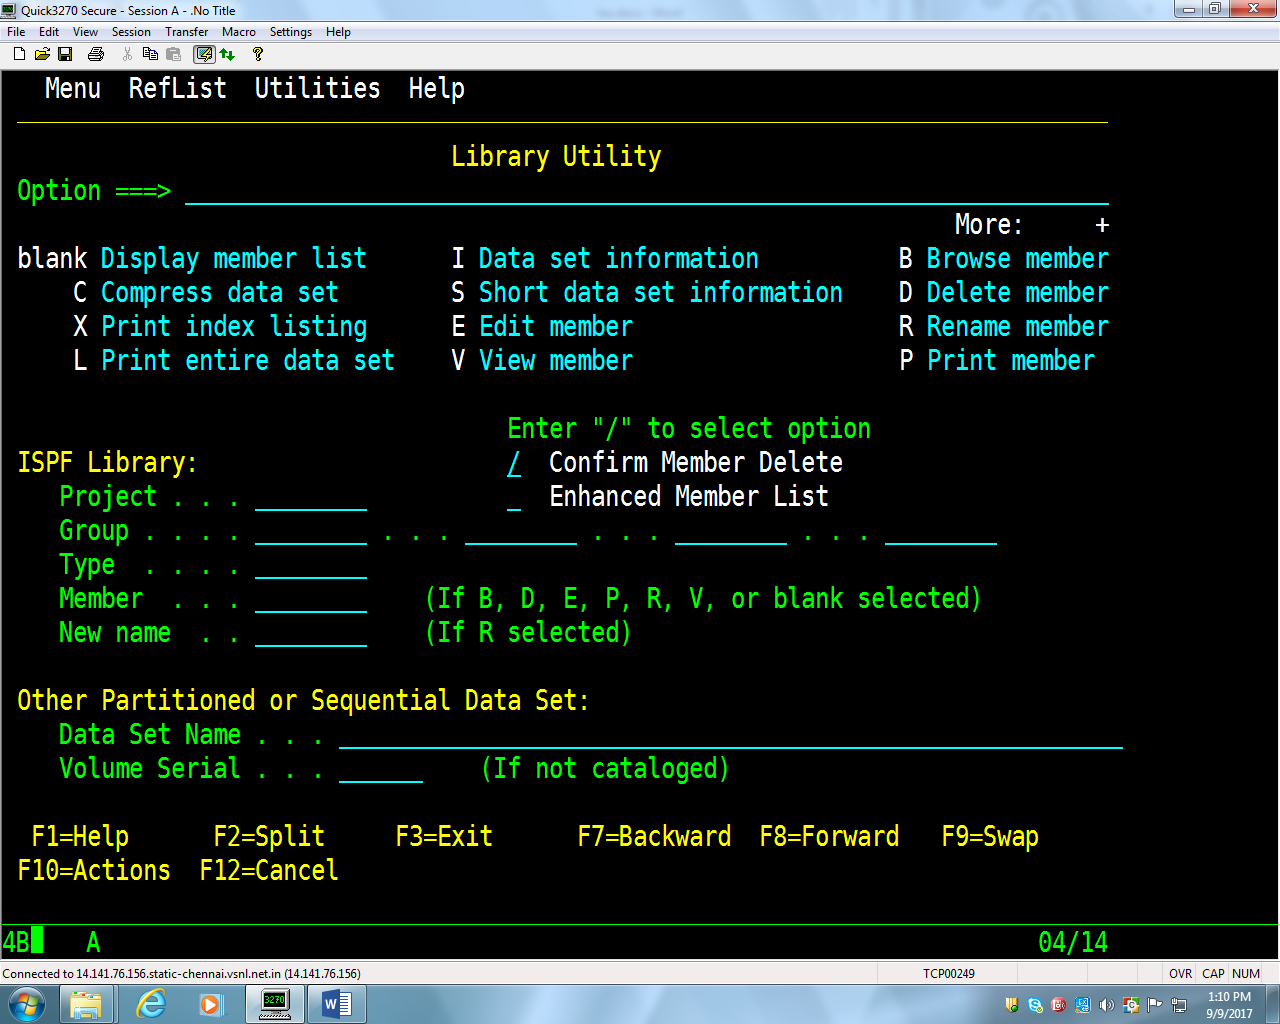 Quick3270 Secure - Session A - .No Title
File Edit View Session Transfer Macro Settings Help
Menu RefList Utilities Help
Library Utility
Option ===>
More: +
blank Display member list I Data set information B Browse member
C Compress data set S Short data set information D Delete member
X Print index listing E Edit member R Rename member
L Print entire data set V View member P Print member
Enter "/" to select option
ISPF Library: / Confirm Member Delete
Project . . . Enhanced Member List
Group . . . . . . . . . . . . .
Type . . . .
Member . . . (If B, D, E, P, R, V, or blank selected)
New name . . (If R selected)
Other Partitioned or Sequential Data Set:
Data Set Name . . .
Volume Serial . . . (If not cataloged)
F1=Help F2=Split F3=Exit F7=Backward F8=Forward F9=Swap
F10=Actions F12=Cancel
4B A 04/14
Connected to 14.141.76.156.static-chennai.vsnl.net.in (14.141.76.156) TCP00249 OVR CAP NUM
3270 W 1:10 PM
9/9/2017